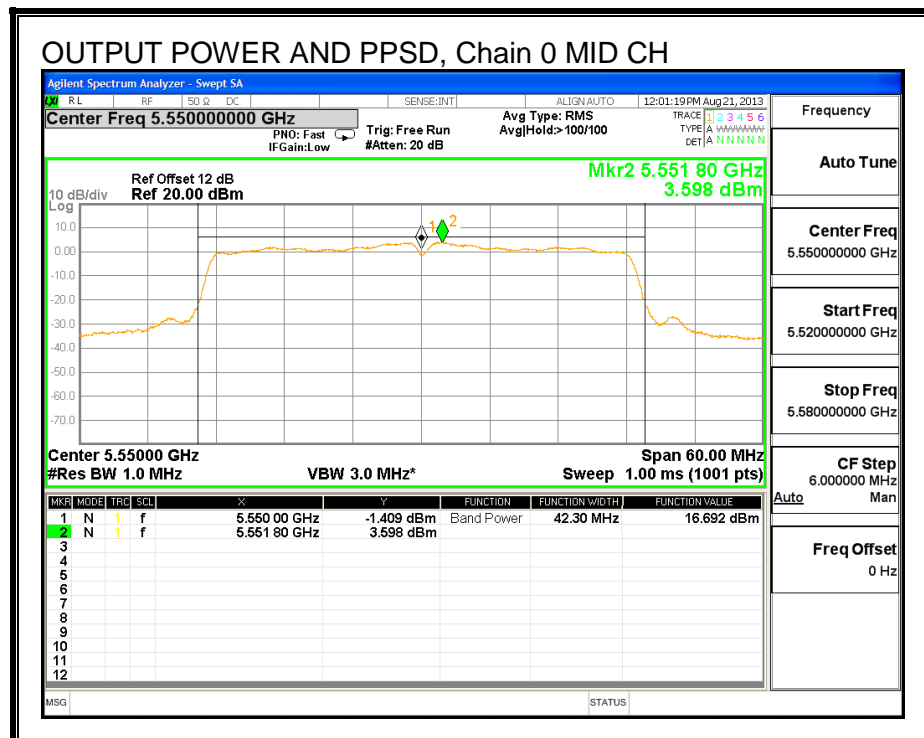 OUTPUT POWER AND PPSD, Chain 0 MID CH
Agilent Spectrum Analyzer - Swept SA
LXI RL RF 50 Ω DC SENSE:INT ALIGN AUTO 12:01:19 PM Aug 21, 2013
Center Freq 5.550000000 GHz
PNO: Fast
IFGain:Low
Trig: Free Run
#Atten: 20 dB
Avg Type: RMS
Avg|Hold:>100/100
TRACE 1 2 3 4 5 6
TYPE A WWWWW
DET A N N N N N
Mkr2 5.551 80 GHz
3.598 dBm
Ref Offset 12 dB
10 dB/div Ref 20.00 dBm
Log
10.0
0.00
-10.0
-20.0
-30.0
-40.0
-50.0
-60.0
-70.0
1
2
Center 5.55000 GHz Span 60.00 MHz
#Res BW 1.0 MHz VBW 3.0 MHz* Sweep 1.00 ms (1001 pts)
MKR MODE TRC SCL X Y FUNCTION FUNCTION WIDTH FUNCTION VALUE
1 N 1 f 5.550 00 GHz -1.409 dBm Band Power 42.30 MHz 16.692 dBm
2 N 1 f 5.551 80 GHz 3.598 dBm
3
4
5
6
7
8
9
10
11
12
MSG STATUS
Frequency
Auto Tune
Center Freq
5.550000000 GHz
Start Freq
5.520000000 GHz
Stop Freq
5.580000000 GHz
CF Step
6.000000 MHz
Auto Man
Freq Offset
0 Hz